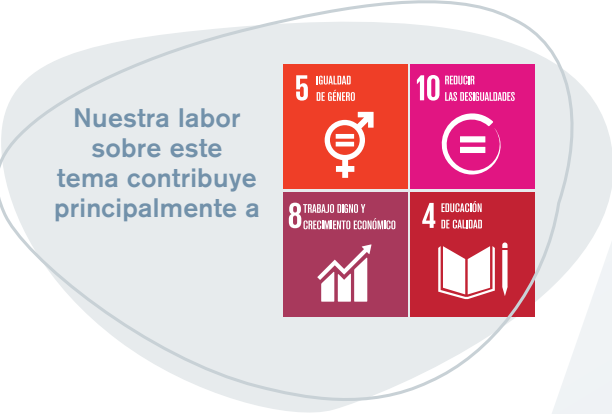 Nuestra labor
sobre este
tema contribuye
principalmente a
5 IGUALDAD
DE GÉNERO
10 REDUCIR
LAS DESIGUALDADES
8 TRABAJO DIGNO Y
CRECIMIENTO ECONÓMICO
4 EDUCACIÓN
DE CALIDAD